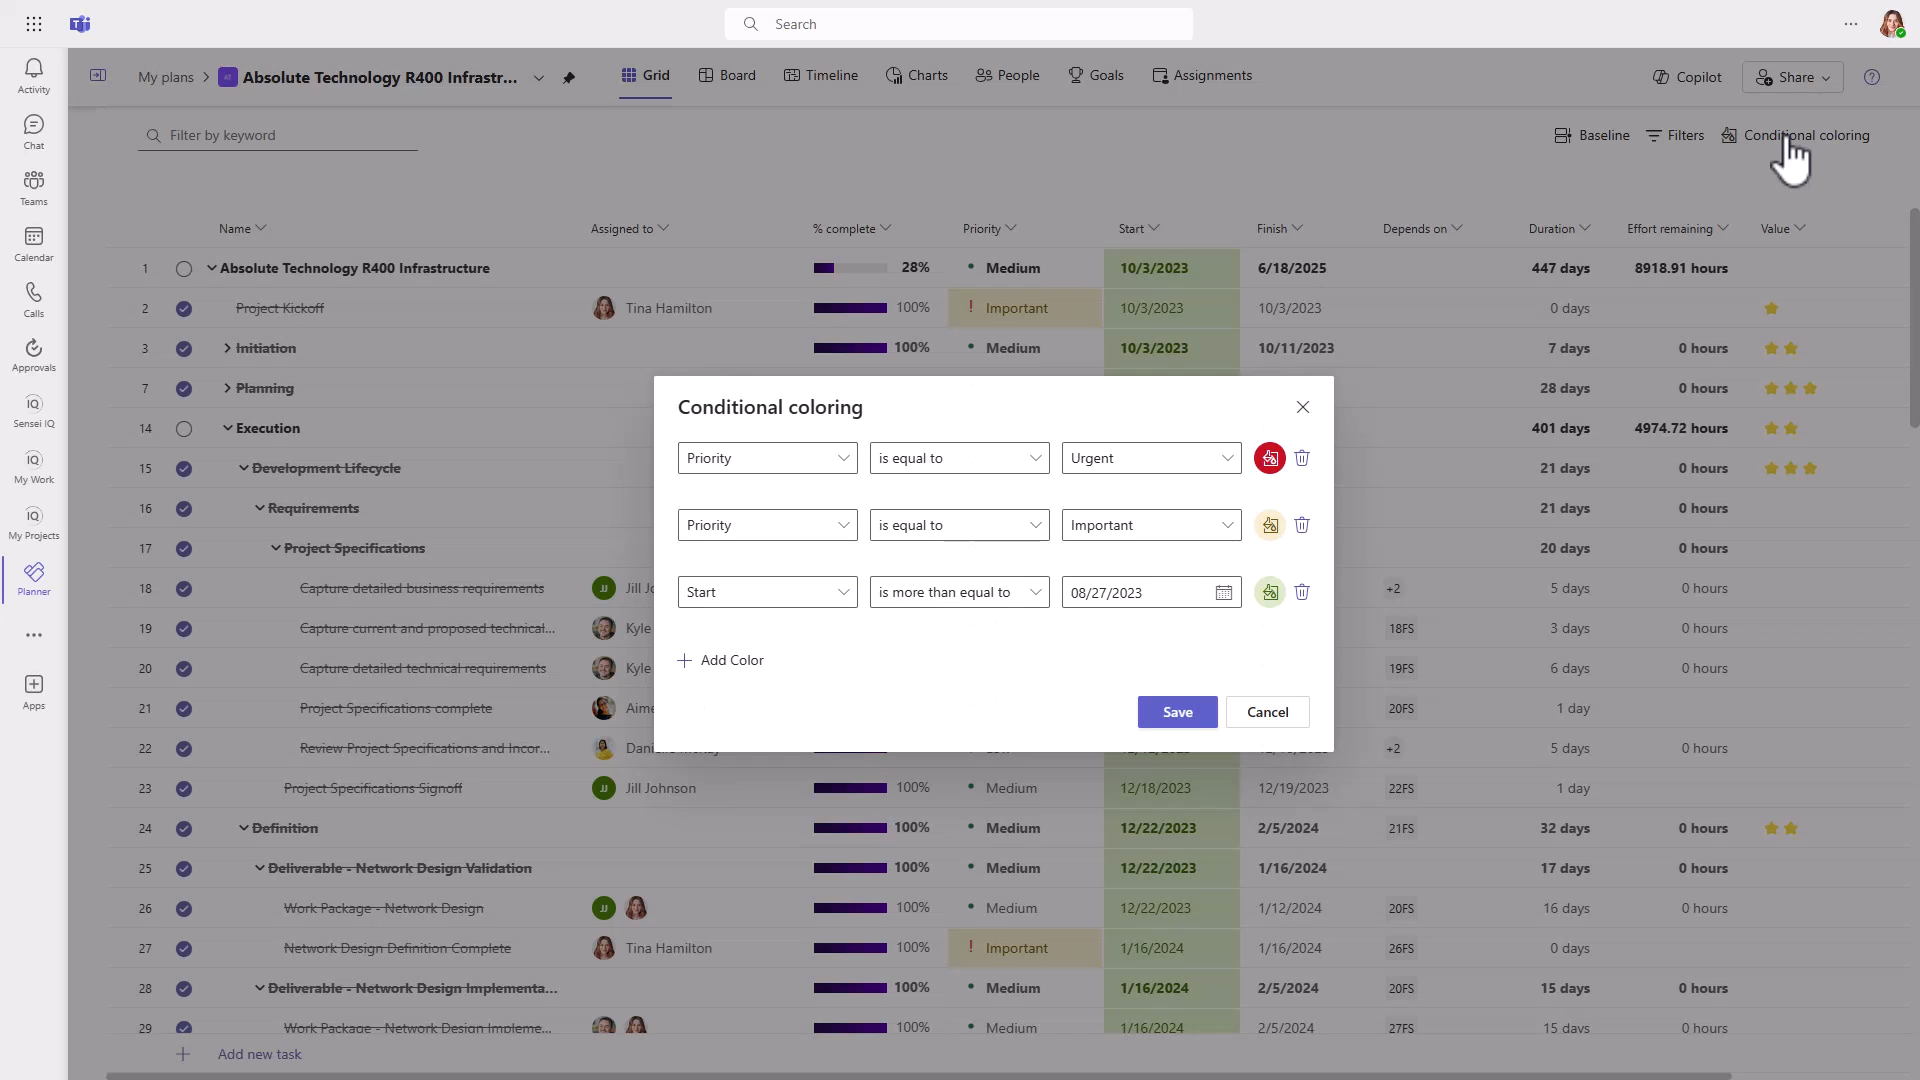 Search
Activity
Chat
Teams
Calendar
Calls
Approvals
IQ
Sensei IQ
IQ
My Work
IQ
My Projects
Planner
Apps
My plans > Absolute Technology R400 Infrastr...
Grid Board Timeline Charts People Goals Assignments
Copilot Share
Filter by keyword
Baseline Filters Conditional coloring
Name Assigned to % complete Priority Start Finish Depends on Duration Effort remaining Value
1 Absolute Technology R400 Infrastructure 28% Medium 10/3/2023 6/18/2025 447 days 8918.91 hours
2 Project Kickoff Tina Hamilton 100% ! Important 10/3/2023 10/3/2023 0 days
3 Initiation 100% Medium 10/3/2023 10/11/2023 7 days 0 hours
7 Planning 28 days 0 hours
14 Execution 401 days 4974.72 hours
15 Development Lifecycle 21 days 0 hours
16 Requirements 21 days 0 hours
17 Project Specifications 20 days 0 hours
18 Capture detailed business requirements JJ Jill +2 5 days 0 hours
19 Capture current and proposed technical... Kyle 18FS 3 days 0 hours
20 Capture detailed technical requirements Kyle 19FS 6 days 0 hours
21 Project Specifications complete 20FS 1 day
22 Review Project Specifications and Incor... +2 5 days 0 hours
23 Project Specifications Signoff JJ Jill Johnson 100% Medium 12/18/2023 12/19/2023 22FS 1 day
24 Definition 100% Medium 12/22/2023 2/5/2024 21FS 32 days 0 hours
25 Deliverable - Network Design Validation 100% Medium 12/22/2023 1/16/2024 17 days 0 hours
26 Work Package - Network Design JJ 100% Medium 12/22/2023 1/12/2024 20FS 16 days 0 hours
27 Network Design Definition Complete Tina Hamilton 100% ! Important 1/16/2024 1/16/2024 26FS 0 days
28 Deliverable - Network Design Implementa... 100% Medium 1/16/2024 2/5/2024 20FS 15 days 0 hours
29 Work Package - Network Design Impleme... 100% Medium 1/16/2024 2/5/2024 27FS 15 days 0 hours
Add new task
Conditional coloring
Priority is equal to Urgent
Priority is equal to Important
Start is more than equal to 08/27/2023
Add Color
Save Cancel